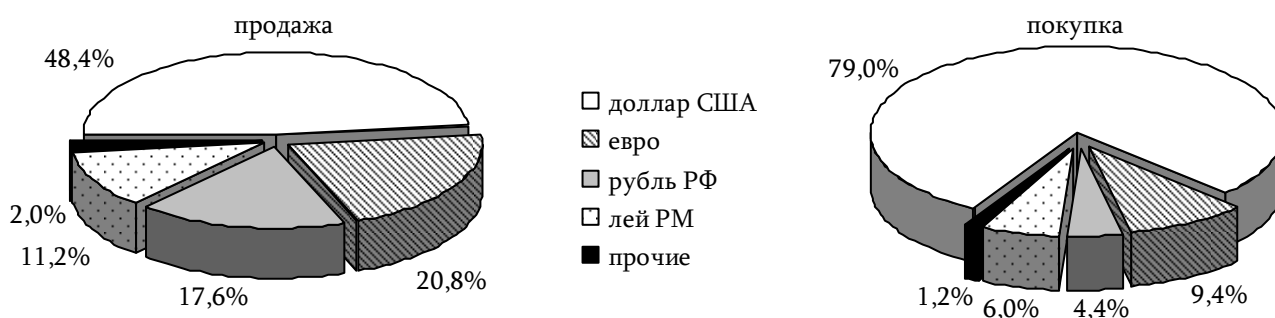 продажа
48,4%
2,0%
11,2%
17,6%
20,8%
доллар США
евро
рубль РФ
лей РМ
прочие
покупка
79,0%
1,2%
6,0%
4,4%
9,4%